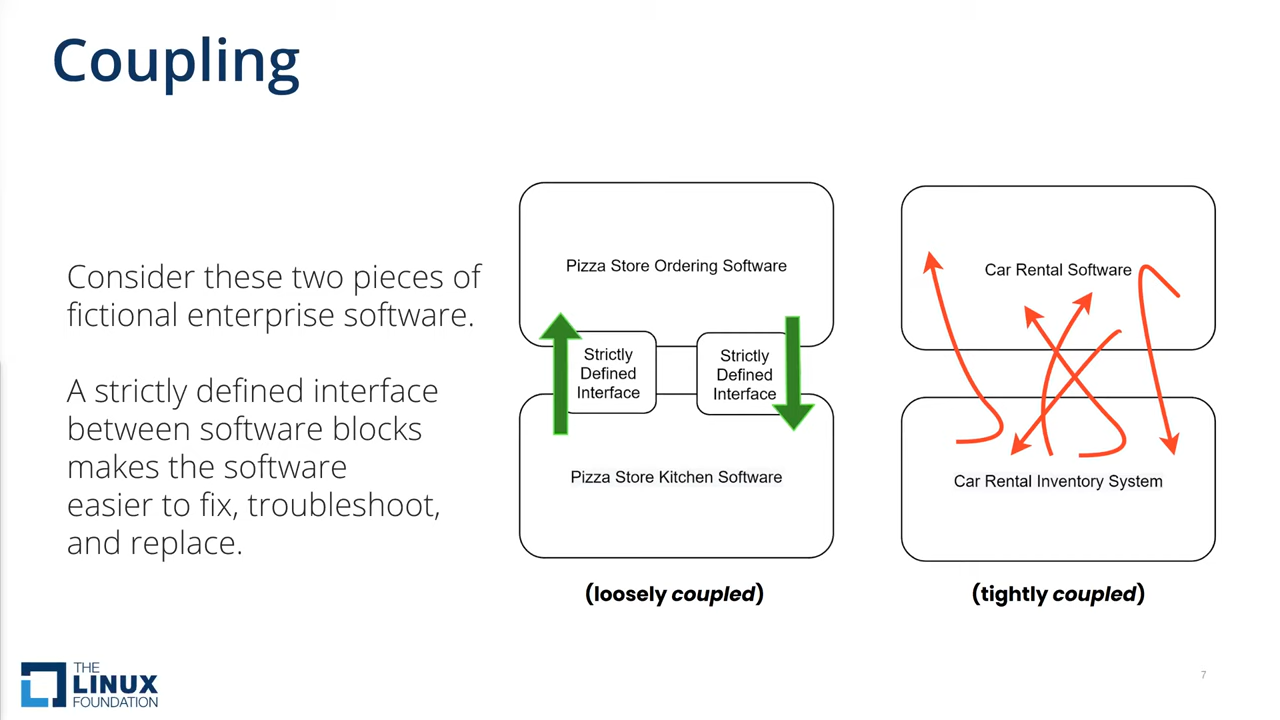 Coupling
Consider these two pieces of
fictional enterprise software.
A strictly defined interface
between software blocks
makes the software
easier to fix, troubleshoot,
and replace.
Pizza Store Ordering Software
Strictly
Defined
Interface
Strictly
Defined
Interface
Pizza Store Kitchen Software
(loosely coupled)
Car Rental Software
Car Rental Inventory System
(tightly coupled)
THE
LINUX
FOUNDATION
7